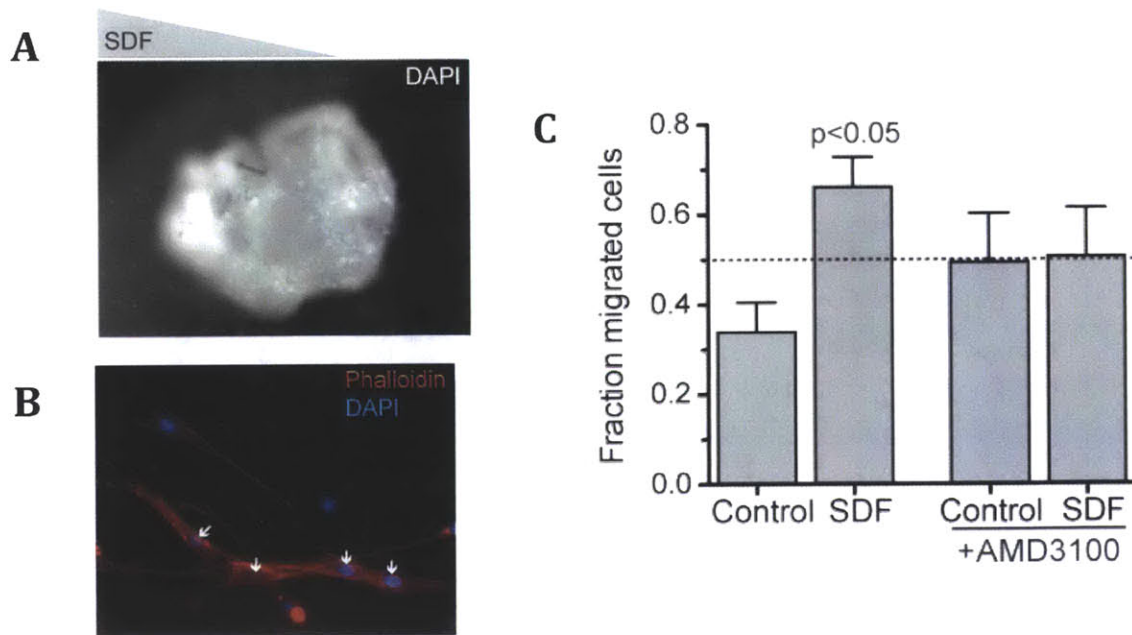 A
SDF
DAPI
B
Phalloidin
DAPI
C
p<0.05
Fraction migrated cells
0.8
0.6
0.4
0.2
0.0
Control SDF Control SDF
+AMD3100